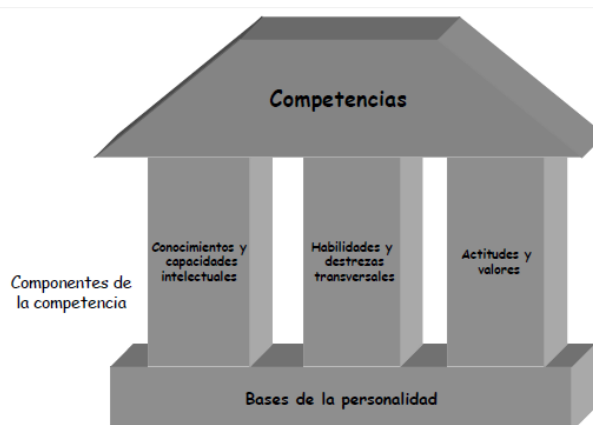 Competencias
Conocimientos y
capacidades
intelectuales
Habilidades y
destrezas
transversales
Actitudes y
valores
Componentes de
la competencia
Bases de la personalidad